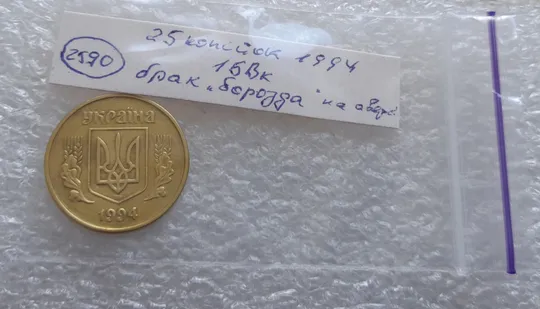 25 копійок 1994
2590
1БВк
брак "борозда" на аверсі
УКРАЇНА
1994